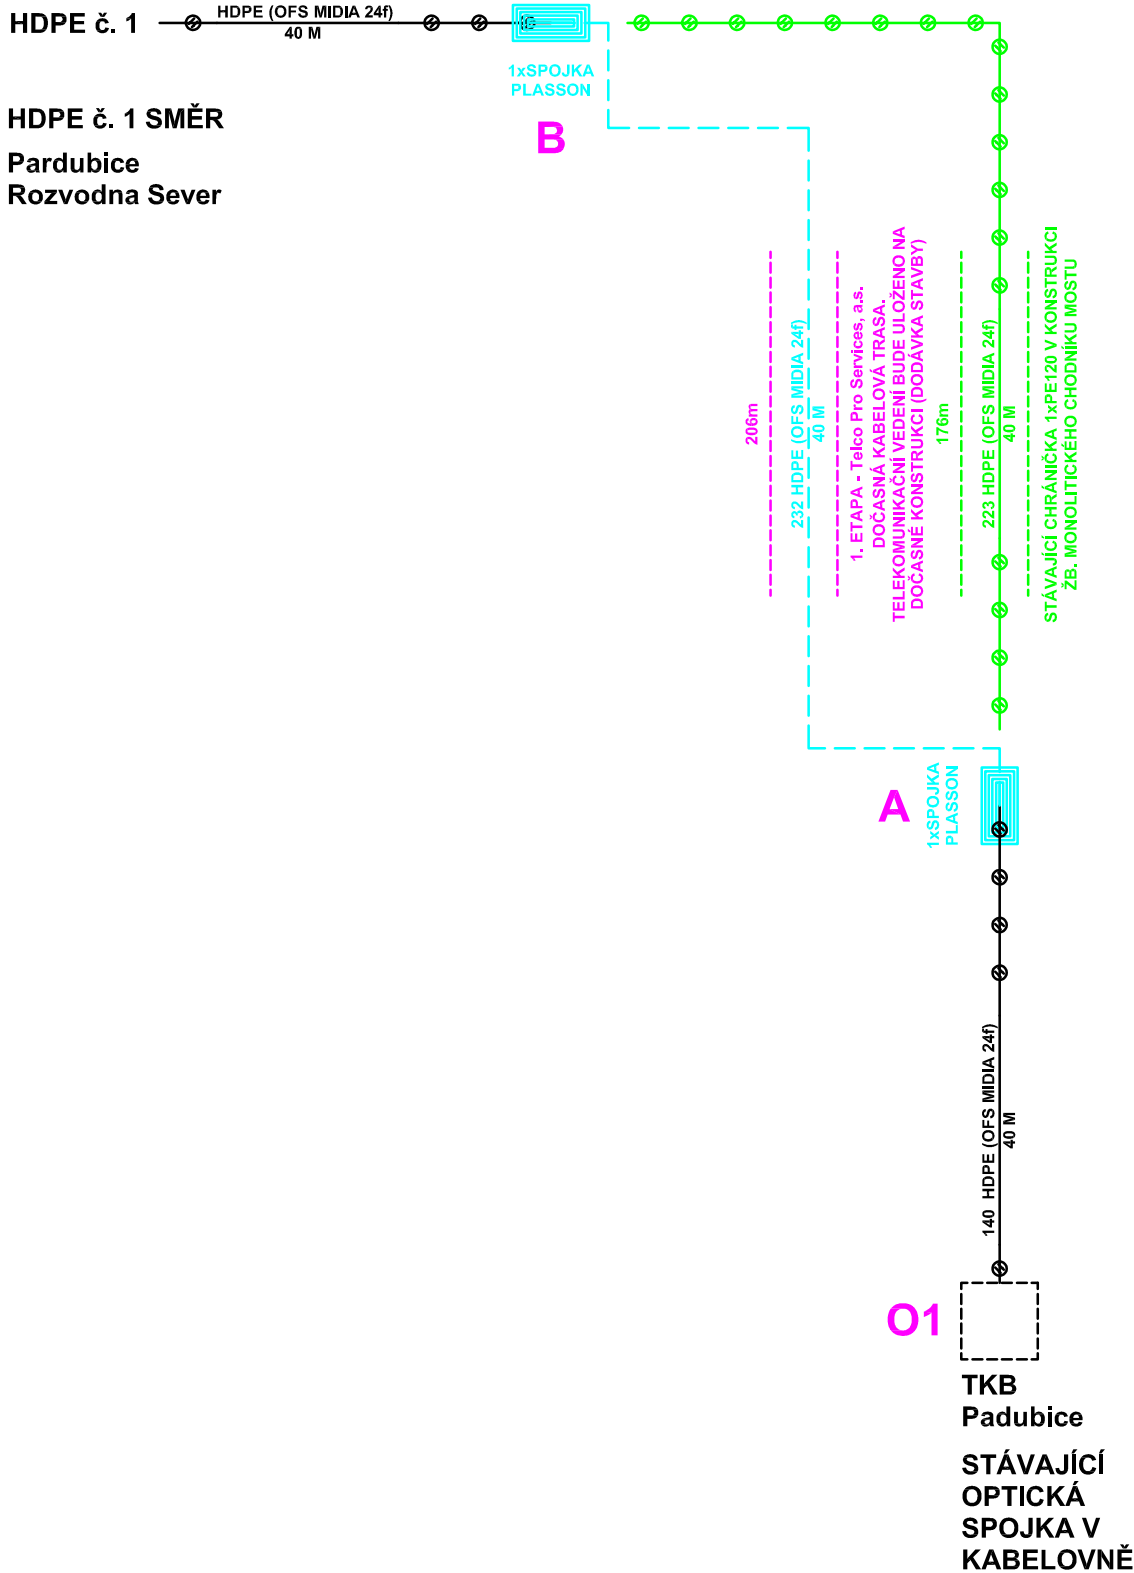 HDPE č. 1
HDPE (OFS MIDIA 24f)
40 M
1xSPOJKA
PLASSON
B
HDPE č. 1 SMĚR
Pardubice
Rozvodna Sever
206m
232 HDPE (OFS MIDIA 24f)
40 M
1. ETAPA - Telco Pro Services, a.s.
DOČASNÁ KABELOVÁ TRASA.
TELEKOMUNIKAČNÍ VEDENÍ BUDE ULOŽENO NA
DOČASNÉ KONSTRUKCI (DODÁVKA STAVBY)
176m
223 HDPE (OFS MIDIA 24f)
40 M
STÁVAJÍCÍ CHRÁNIČKA 1xPE120 V KONSTRUKCI
ŽB. MONOLITICKÉHO CHODNÍKU MOSTU
A
1xSPOJKA
PLASSON
140 HDPE (OFS MIDIA 24f)
40 M
O1
TKB
Padubice
STÁVAJÍCÍ
OPTICKÁ
SPOJKA V
KABELOVNĚ